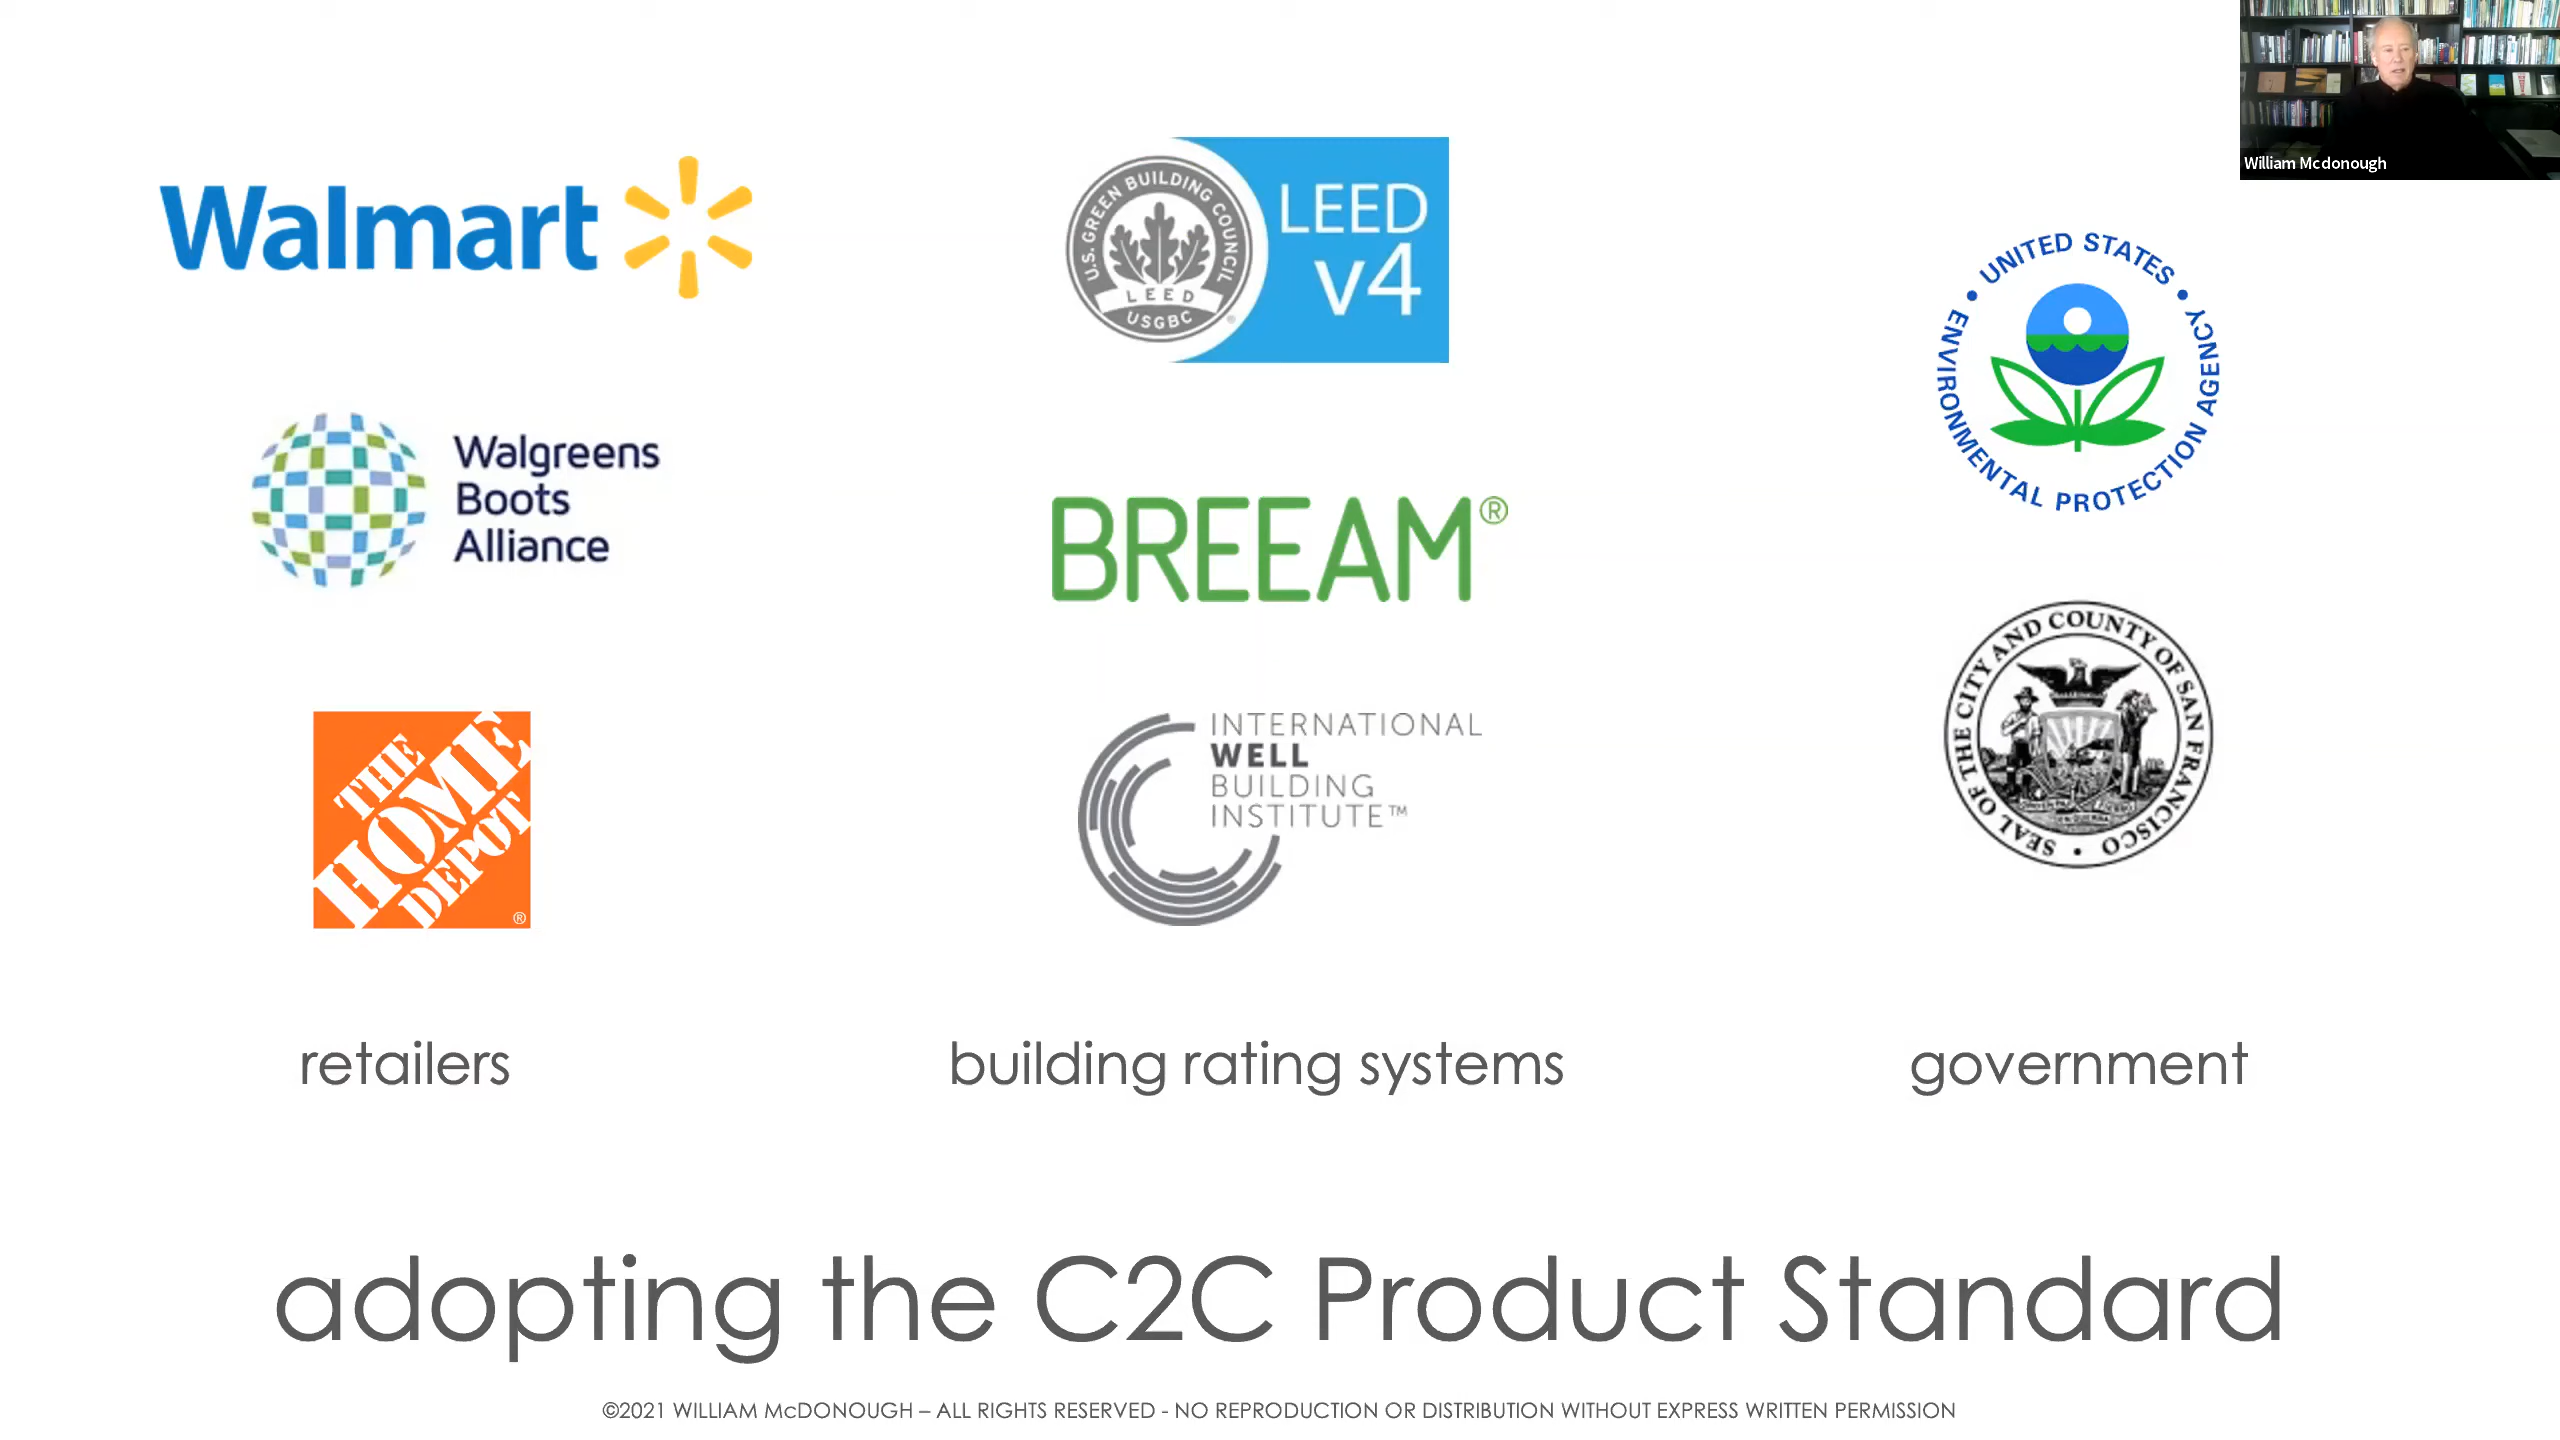 William Mcdonough
Walmart
Walgreens
Boots
Alliance
THE
HOME
DEPOT
®
retailers
U.S. GREEN BUILDING COUNCIL
LEED
USGBC
®
LEED
v4
BREEAM®
INTERNATIONAL
WELL
BUILDING
INSTITUTE™
building rating systems
• UNITED STATES •
ENVIRONMENTAL PROTECTION AGENCY
SEAL OF THE CITY AND COUNTY OF SAN FRANCISCO •
government
adopting the C2C Product Standard
©2021 WILLIAM McDONOUGH – ALL RIGHTS RESERVED - NO REPRODUCTION OR DISTRIBUTION WITHOUT EXPRESS WRITTEN PERMISSION